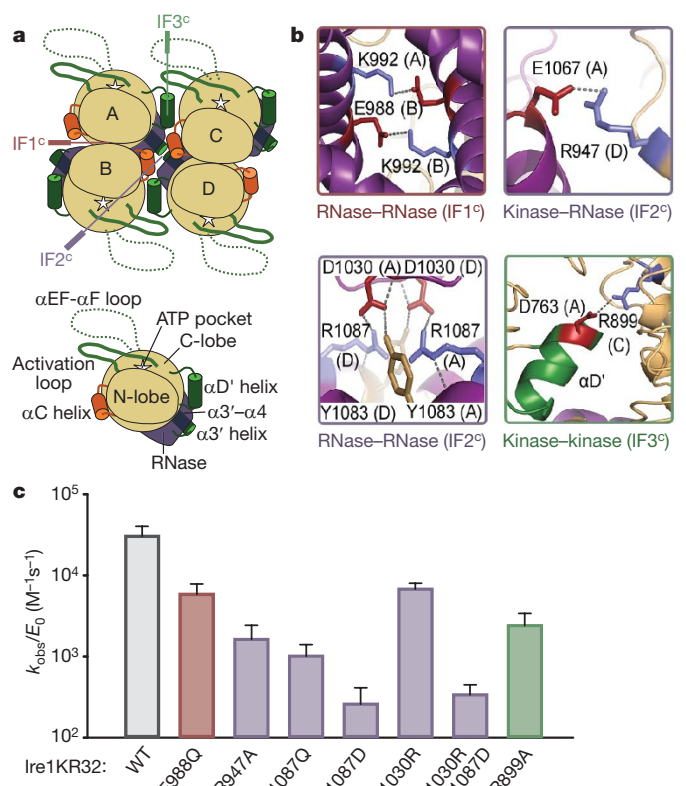 a
IF3ᶜ
A
C
IF1ᶜ
B
D
IF2ᶜ
αEF-αF loop
ATP pocket
C-lobe
Activation
loop
N-lobe
αD' helix
αC helix
α3'–α4
α3' helix
RNase
b
K992 (A)
E988 (B)
K992 (B)
RNase–RNase (IF1ᶜ)
E1067 (A)
R947 (D)
Kinase–RNase (IF2ᶜ)
D1030 (A) D1030 (D)
R1087 R1087
(D) (A)
Y1083 (D) Y1083 (A)
RNase–RNase (IF2ᶜ)
D763 (A)
R899
(C)
αD'
Kinase–kinase (IF3ᶜ)
c
10⁵
10⁴
10³
10²
kobs/E0 (M⁻¹s⁻¹)
Ire1KR32: WT